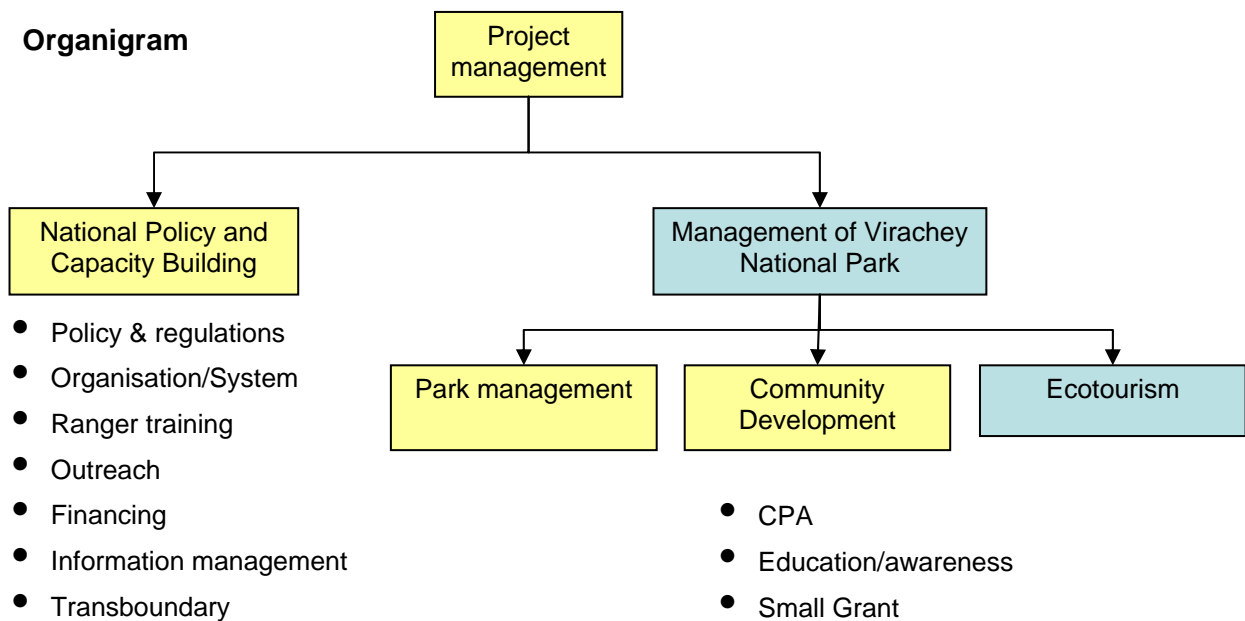 Organigram
Project
management
National Policy and
Capacity Building
Management of Virachey
National Park
• Policy & regulations
• Organisation/System
• Ranger training
• Outreach
• Financing
• Information management
• Transboundary
Park management
Community
Development
Ecotourism
• CPA
• Education/awareness
• Small Grant